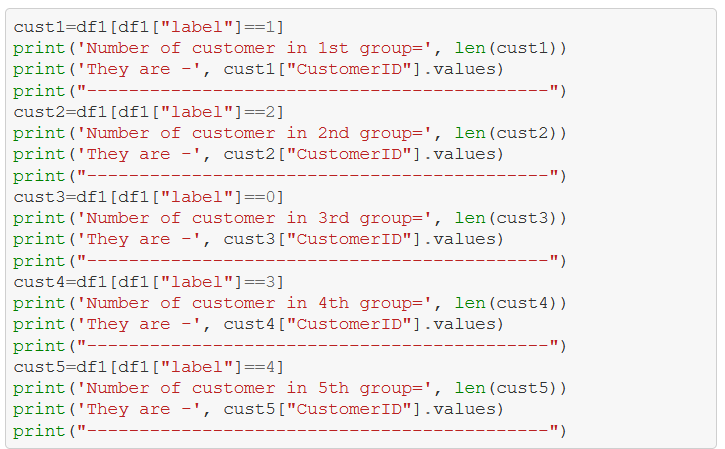 cust1=df1[df1["label"]==1]
print('Number of customer in 1st group=', len(cust1))
print('They are -', cust1["CustomerID"].values)
print("--------------------------------------------")
cust2=df1[df1["label"]==2]
print('Number of customer in 2nd group=', len(cust2))
print('They are -', cust2["CustomerID"].values)
print("--------------------------------------------")
cust3=df1[df1["label"]==0]
print('Number of customer in 3rd group=', len(cust3))
print('They are -', cust3["CustomerID"].values)
print("--------------------------------------------")
cust4=df1[df1["label"]==3]
print('Number of customer in 4th group=', len(cust4))
print('They are -', cust4["CustomerID"].values)
print("--------------------------------------------")
cust5=df1[df1["label"]==4]
print('Number of customer in 5th group=', len(cust5))
print('They are -', cust5["CustomerID"].values)
print("--------------------------------------------")